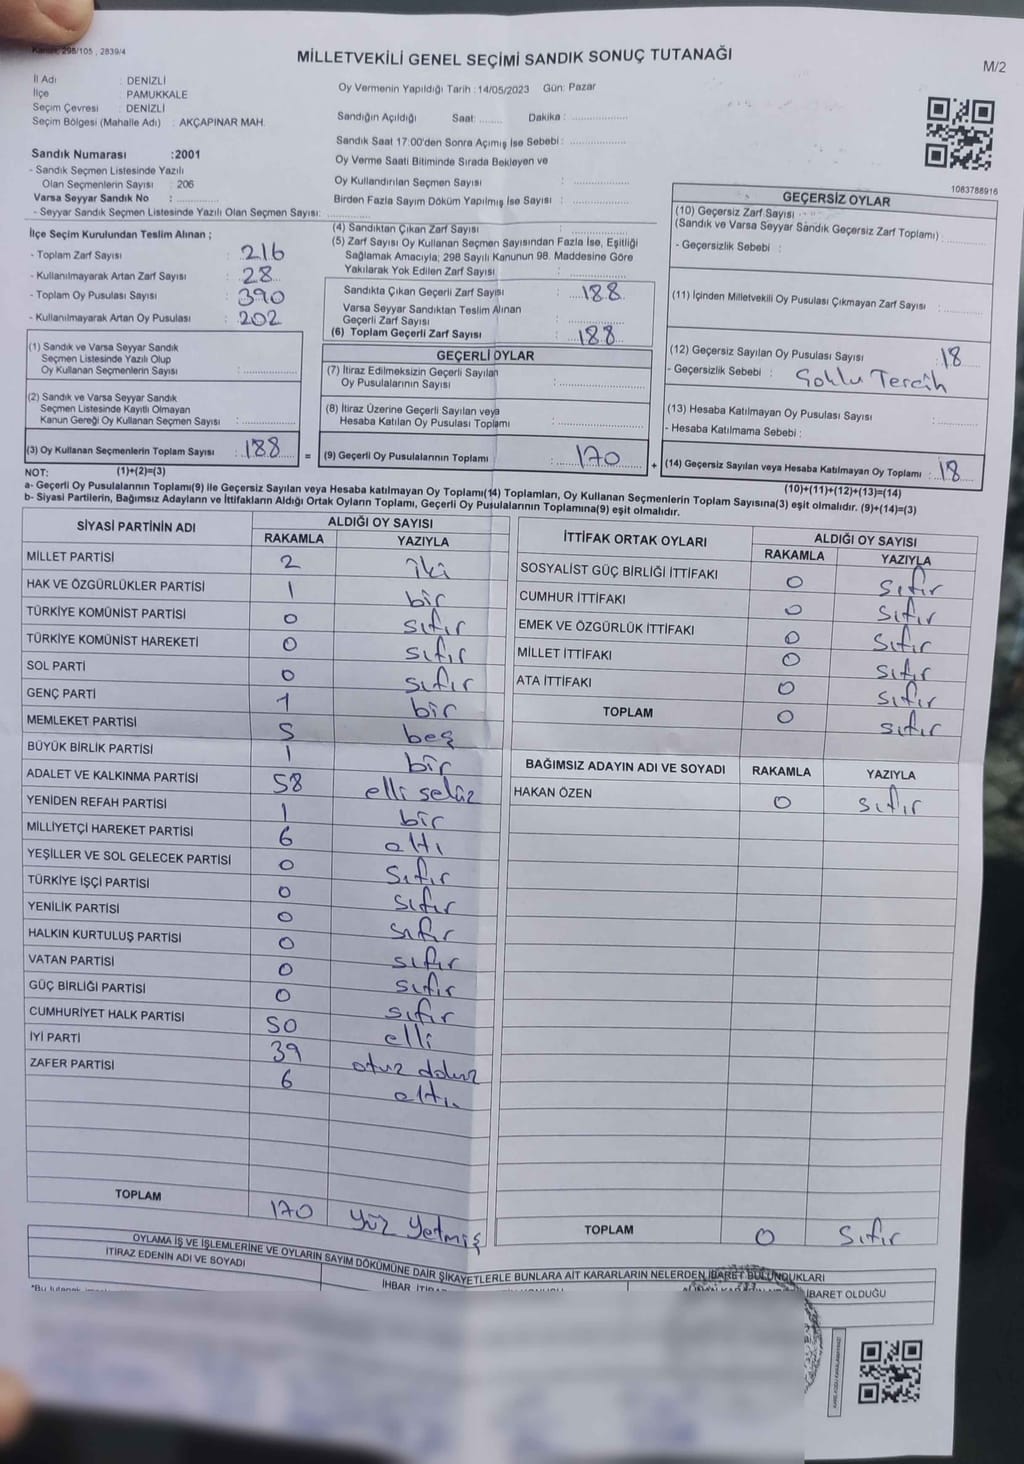 Kanun: 298/105 , 2839/4
MİLLETVEKİLİ GENEL SEÇİMİ SANDIK SONUÇ TUTANAĞI
M/2
İl Adı : DENİZLİ
İlçe : PAMUKKALE
Seçim Çevresi : DENİZLİ
Seçim Bölgesi (Mahalle Adı) : AKÇAPINAR MAH.
Sandık Numarası :2001
- Sandık Seçmen Listesinde Yazılı
Olan Seçmenlerin Sayısı : 206
Varsa Seyyar Sandık No :
- Seyyar Sandık Seçmen Listesinde Yazılı Olan Seçmen Sayısı:
Oy Vermenin Yapıldığı Tarih : 14/05/2023 Gün: Pazar
Sandığın Açıldığı Saat: ........ Dakika : ....................
Sandık Saat 17:00'den Sonra Açımış İse Sebebi : ....................
Oy Verme Saati Bitiminde Sırada Bekleyen ve
Oy Kullandırılan Seçmen Sayısı : ....................
Birden Fazla Sayım Döküm Yapılmış İse Sayısı : ....................
1063788916
İlçe Seçim Kurulundan Teslim Alınan ;
- Toplam Zarf Sayısı : 216
- Kullanılmayarak Artan Zarf Sayısı : 28
- Toplam Oy Pusulası Sayısı : 390
- Kullanılmayarak Artan Oy Pusulası : 202
(4) Sandıktan Çıkan Zarf Sayısı : ....................
(5) Zarf Sayısı Oy Kullanan Seçmen Sayısından Fazla İse, Eşitliği
Sağlamak Amacıyla; 298 Sayılı Kanunun 98. Maddesine Göre
Yakılarak Yok Edilen Zarf Sayısı : ....................
Sandıkta Çıkan Geçerli Zarf Sayısı : 188
Varsa Seyyar Sandıktan Teslim Alınan
Geçerli Zarf Sayısı : ....................
(6) Toplam Geçerli Zarf Sayısı : 188
GEÇERSİZ OYLAR
(10) Geçersiz Zarf Sayısı
(Sandık ve Varsa Seyyar Sandık Geçersiz Zarf Toplamı)
- Geçersizlik Sebebi :
(11) İçinden Milletvekili Oy Pusulası Çıkmayan Zarf Sayısı :
(12) Geçersiz Sayılan Oy Pusulası Sayısı : 18
- Geçersizlik Sebebi : Çoklu Tercih
(13) Hesaba Katılmayan Oy Pusulası Sayısı
- Hesaba Katılmama Sebebi :
(14) Geçersiz Sayılan veya Hesaba Katılmayan Oy Toplamı : 18
(1) Sandık ve Varsa Seyyar Sandık
Seçmen Listesinde Yazılı Olup
Oy Kullanan Seçmenlerin Sayısı : ....................
(2) Sandık ve Varsa Seyyar Sandık
Seçmen Listesinde Kayıtlı Olmayan
Kanun Gereği Oy Kullanan Seçmen Sayısı : ....................
(3) Oy Kullanan Seçmenlerin Toplam Sayısı : 188 =
GEÇERLİ OYLAR
(7) İtiraz Edilmeksizin Geçerli Sayılan
Oy Pusulalarının Sayısı : ....................
(8) İtiraz Üzerine Geçerli Sayılan veya
Hesaba Katılan Oy Pusulası Toplamı : ....................
(9) Geçerli Oy Pusulalarının Toplamı : 170 +
NOT: (1)+(2)=(3)
(10)+(11)+(12)+(13)=(14)
a- Geçerli Oy Pusulalarının Toplamı(9) ile Geçersiz Sayılan veya Hesaba katılmayan Oy Toplamı(14) Toplamları, Oy Kullanan Seçmenlerin Toplam Sayısına(3) eşit olmalıdır. (9)+(14)=(3)
b- Siyasi Partilerin, Bağımsız Adayların ve İttifakların Aldığı Ortak Oyların Toplamı, Geçerli Oy Pusulalarının Toplamına(9) eşit olmalıdır.
SİYASİ PARTİNİN ADI
ALDIĞI OY SAYISI
RAKAMLA YAZIYLA
MİLLET PARTİSİ 2 iki
HAK VE ÖZGÜRLÜKLER PARTİSİ 1 bir
TÜRKİYE KOMÜNİST PARTİSİ 0 sıfır
TÜRKİYE KOMÜNİST HAREKETİ 0 sıfır
SOL PARTİ 0 sıfır
GENÇ PARTİ 1 bir
MEMLEKET PARTİSİ 5 beş
BÜYÜK BİRLİK PARTİSİ 1 bir
ADALET VE KALKINMA PARTİSİ 58 elli sekiz
YENİDEN REFAH PARTİSİ 1 bir
MİLLİYETÇİ HAREKET PARTİSİ 6 altı
YEŞİLLER VE SOL GELECEK PARTİSİ 0 sıfır
TÜRKİYE İŞÇİ PARTİSİ 0 sıfır
YENİLİK PARTİSİ 0 sıfır
HALKIN KURTULUŞ PARTİSİ 0 sıfır
VATAN PARTİSİ 0 sıfır
GÜÇ BİRLİĞİ PARTİSİ 0 sıfır
CUMHURİYET HALK PARTİSİ 50 elli
İYİ PARTİ 39 otuz dokuz
ZAFER PARTİSİ 6 altı
TOPLAM 170 yüz yetmiş
İTTİFAK ORTAK OYLARI
ALDIĞI OY SAYISI
RAKAMLA YAZIYLA
SOSYALİST GÜÇ BİRLİĞİ İTTİFAKI 0 sıfır
CUMHUR İTTİFAKI 0 sıfır
EMEK VE ÖZGÜRLÜK İTTİFAKI 0 sıfır
MİLLET İTTİFAKI 0 sıfır
ATA İTTİFAKI 0 sıfır
TOPLAM 0 sıfır
BAĞIMSIZ ADAYIN ADI VE SOYADI RAKAMLA YAZIYLA
HAKAN ÖZEN 0 sıfır
TOPLAM 0 sıfır
OYLAMA İŞ VE İŞLEMLERİNE VE OYLARIN SAYIM DÖKÜMÜNE DAİR ŞİKAYETLERLE BUNLARA AİT KARARLARIN NELERDEN İBARET BULUNDUKLARI
İTİRAZ EDENİN ADI VE SOYADI
İHBAR
İBARET OLDUĞU